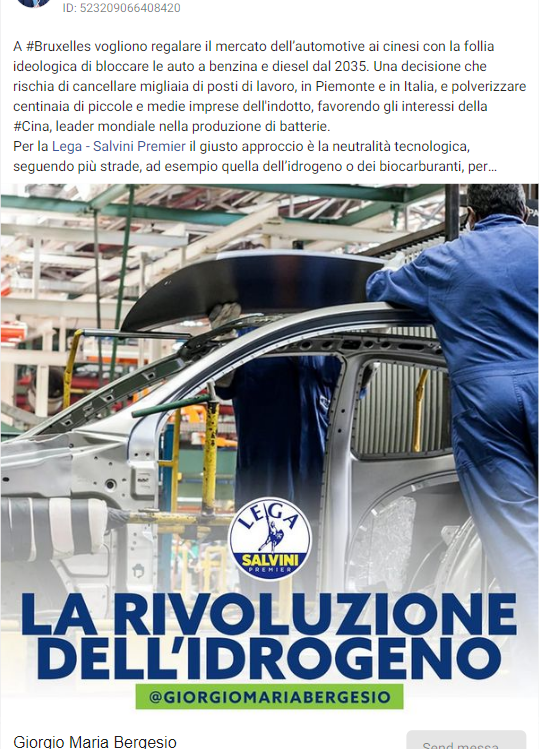 ID: 523209066408420
A #Bruxelles vogliono regalare il mercato dell'automotive ai cinesi con la follia
ideologica di bloccare le auto a benzina e diesel dal 2035. Una decisione che
rischia di cancellare migliaia di posti di lavoro, in Piemonte e in Italia, e polverizzare
centinaia di piccole e medie imprese dell'indotto, favorendo gli interessi della
#Cina, leader mondiale nella produzione di batterie.
Per la Lega - Salvini Premier il giusto approccio è la neutralità tecnologica,
seguendo più strade, ad esempio quella dell'idrogeno o dei biocarburanti, per...
LEGA
SALVINI
PREMIER
LA RIVOLUZIONE
DELL'IDROGENO
@GIORGIOMARIABERGESIO
Giorgio Maria Bergesio
Send messa...